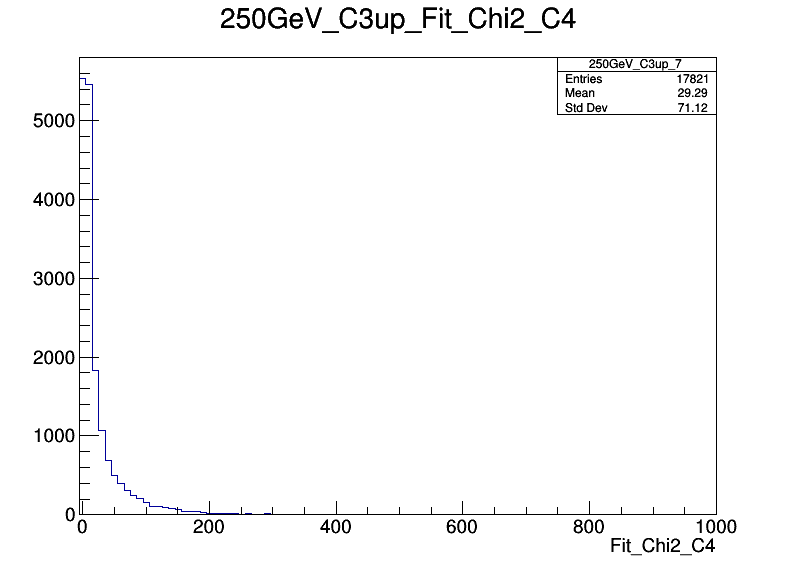 250GeV_C3up_Fit_Chi2_C4
250GeV_C3up_7
Entries 17821
Mean 29.29
Std Dev 71.12
5000
4000
3000
2000
1000
0
0 200 400 600 800 1000
Fit_Chi2_C4